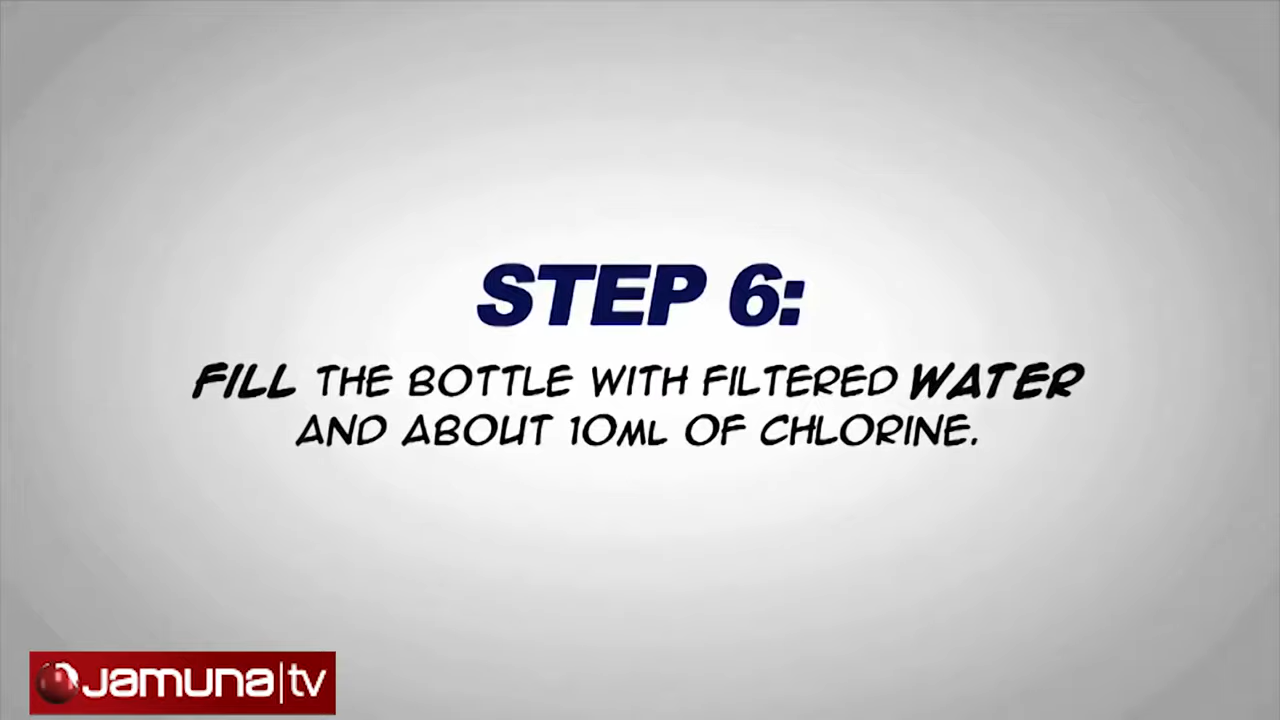 STEP 6:
FILL THE BOTTLE WITH FILTERED WATER
AND ABOUT 10ML OF CHLORINE.
Jamuna|tv